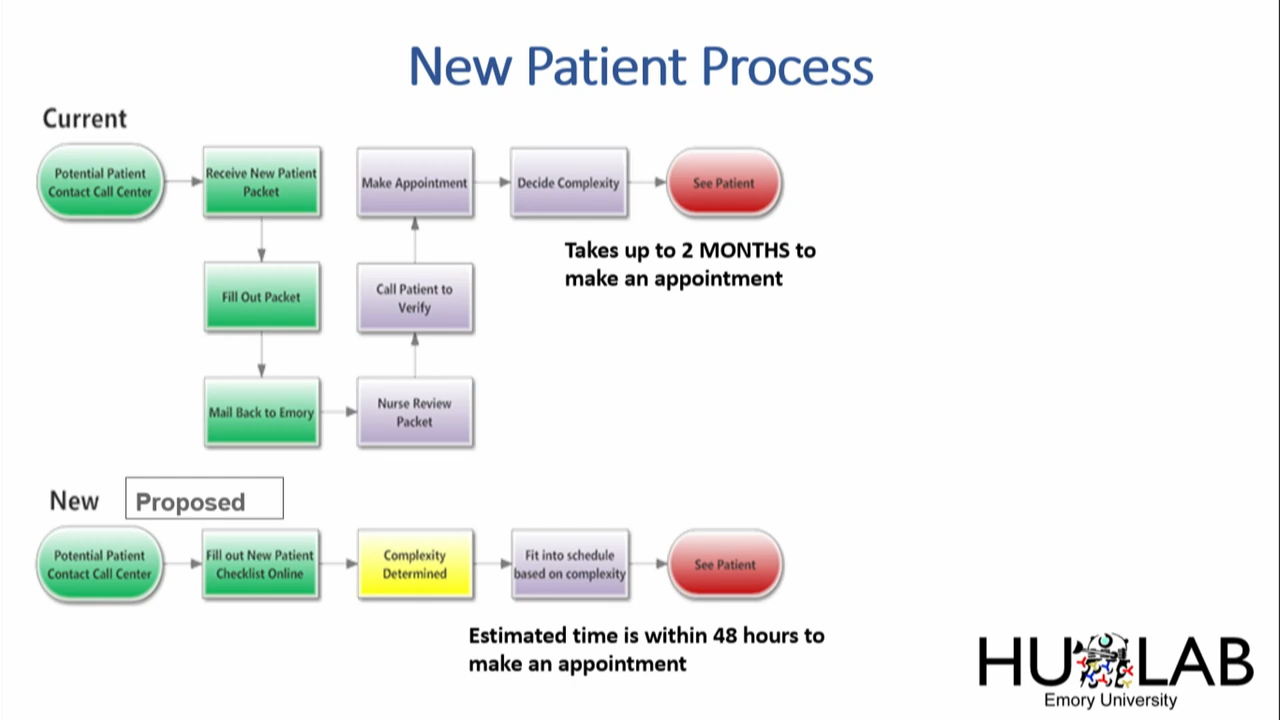 New Patient Process
Current
Potential Patient
Contact Call Center
Receive New Patient
Packet
Make Appointment
Decide Complexity
See Patient
Takes up to 2 MONTHS to
make an appointment
Fill Out Packet
Call Patient to
Verify
Mail Back to Emory
Nurse Review
Packet
New
Proposed
Potential Patient
Contact Call Center
Fill out New Patient
Checklist Online
Complexity
Determined
Fit into schedule
based on complexity
See Patient
Estimated time is within 48 hours to
make an appointment
HU LAB
Emory University